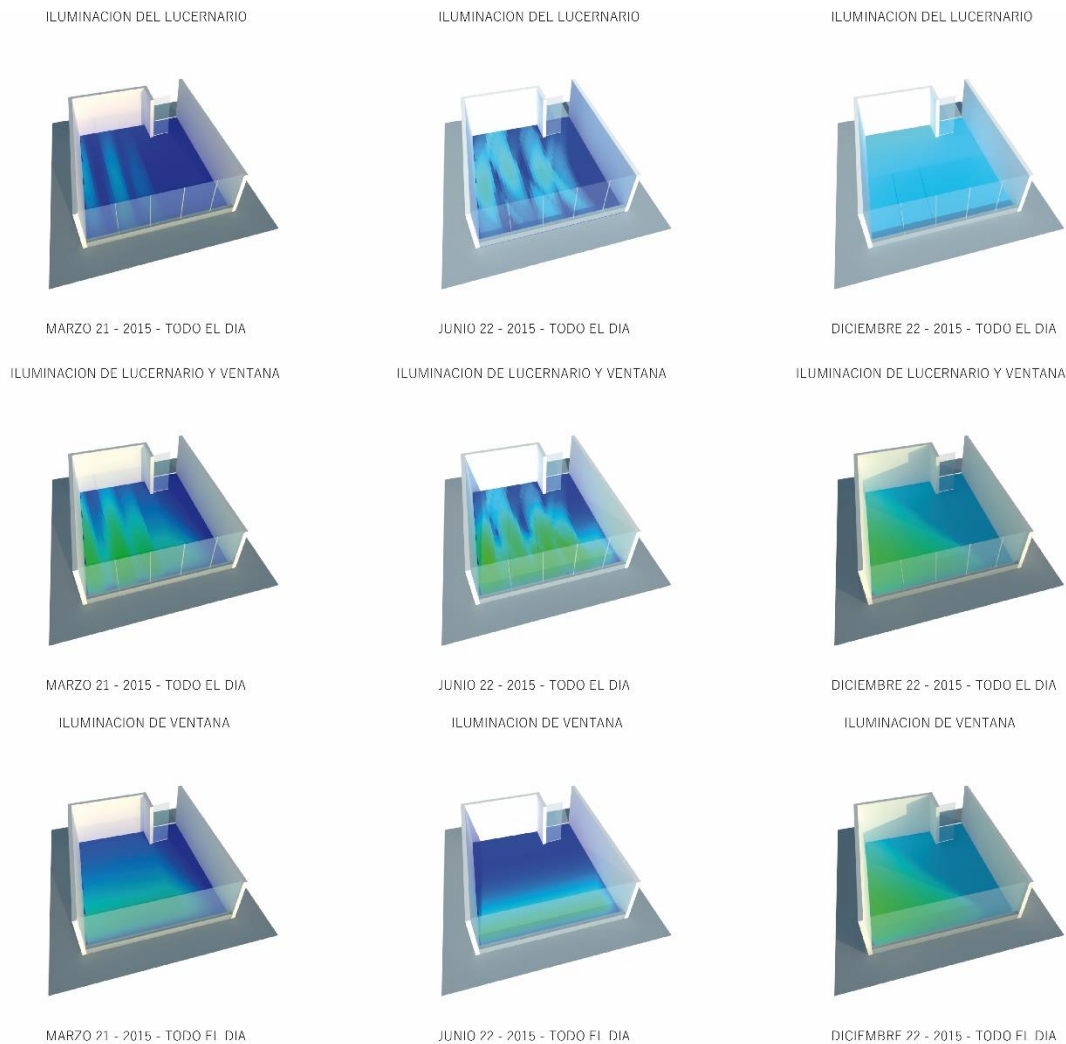 ILUMINACION DEL LUCERNARIO
ILUMINACION DEL LUCERNARIO
ILUMINACION DEL LUCERNARIO
MARZO 21 - 2015 - TODO EL DIA
JUNIO 22 - 2015 - TODO EL DIA
DICIEMBRE 22 - 2015 - TODO EL DIA
ILUMINACION DE LUCERNARIO Y VENTANA
ILUMINACION DE LUCERNARIO Y VENTANA
ILUMINACION DE LUCERNARIO Y VENTANA
MARZO 21 - 2015 - TODO EL DIA
JUNIO 22 - 2015 - TODO EL DIA
DICIEMBRE 22 - 2015 - TODO EL DIA
ILUMINACION DE VENTANA
ILUMINACION DE VENTANA
ILUMINACION DE VENTANA
MARZO 21 - 2015 - TODO EL DIA
JUNIO 22 - 2015 - TODO EL DIA
DICIEMBRE 22 - 2015 - TODO EL DIA